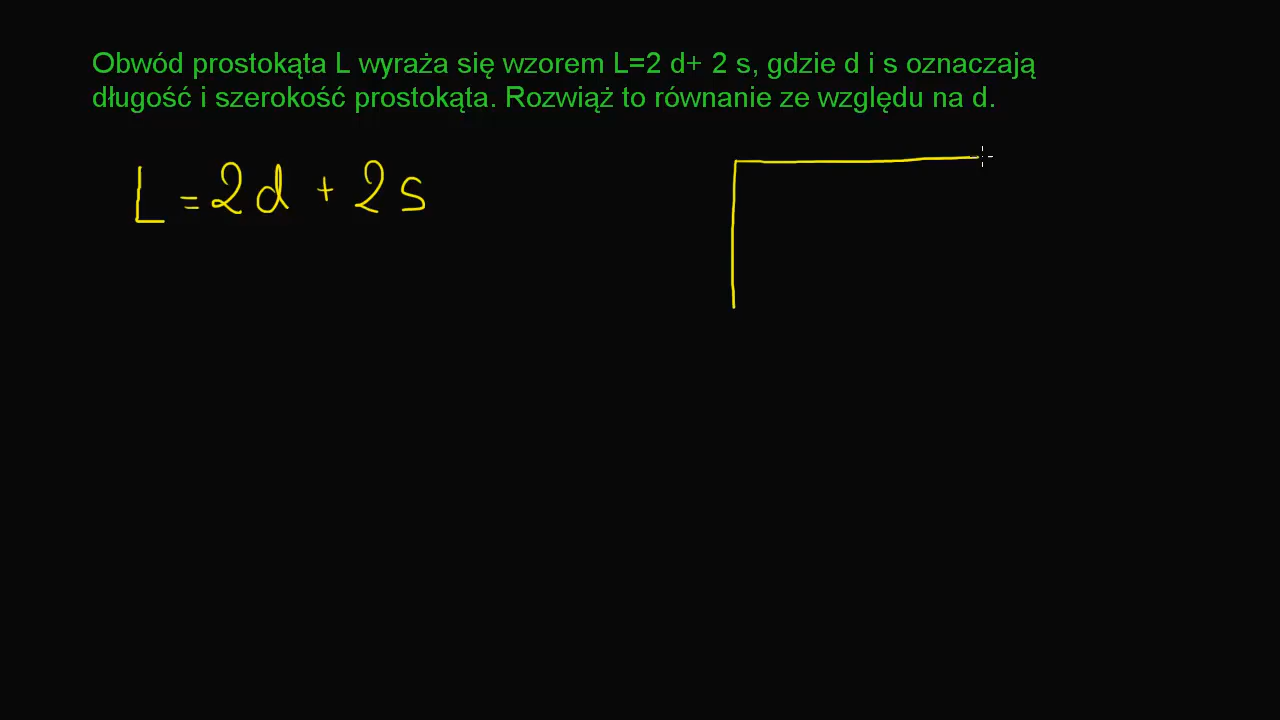 Obwód prostokąta L wyraża się wzorem L=2 d+ 2 s, gdzie d i s oznaczają
długość i szerokość prostokąta. Rozwiąż to równanie ze względu na d.
L = 2d + 2s